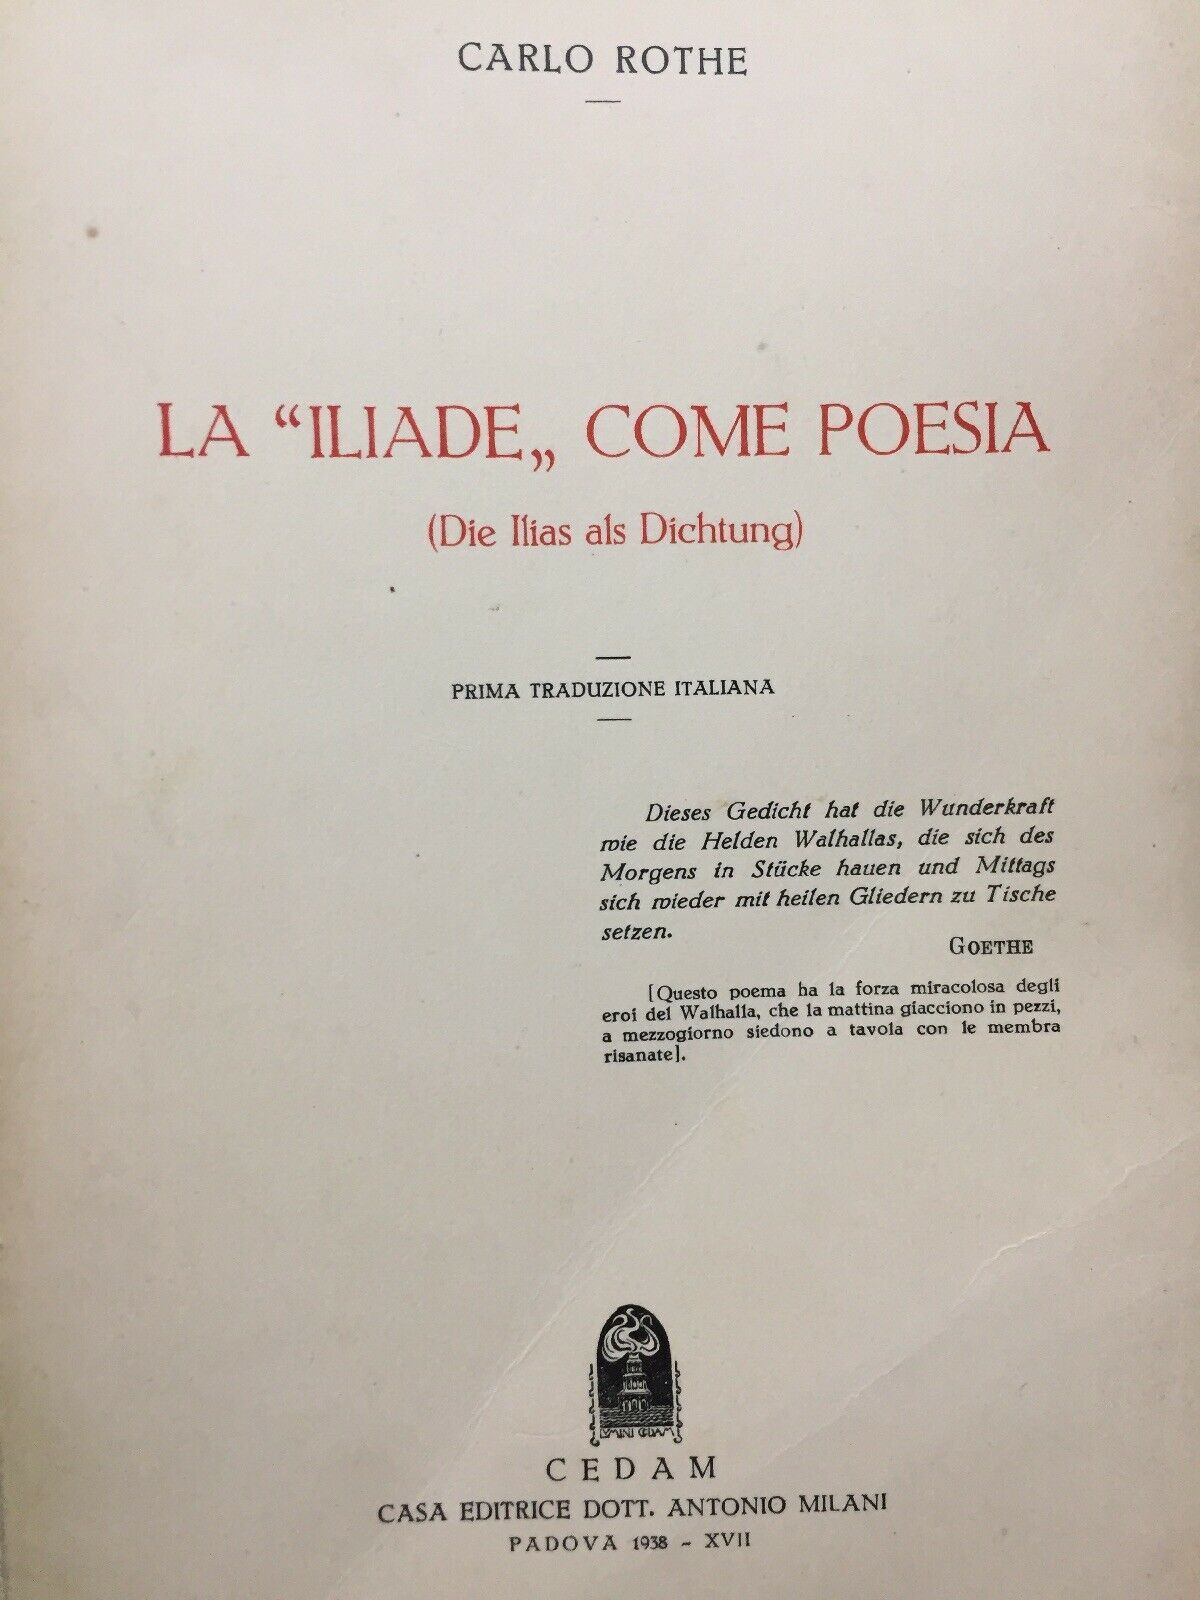 CARLO ROTHE
LA “ILIADE„ COME POESIA
(Die Ilias als Dichtung)
PRIMA TRADUZIONE ITALIANA
Dieses Gedicht hat die Wunderkraft
wie die Helden Walhallas, die sich des
Morgens in Stücke hauen und Mittags
sich wieder mit heilen Gliedern zu Tische
setzen.
GOETHE
[Questo poema ha la forza miracolosa degli
eroi del Walhalla, che la mattina giacciono in pezzi,
a mezzogiorno siedono a tavola con le membra
risanate].
LVMINI CEDAM
CEDAM
CASA EDITRICE DOTT. ANTONIO MILANI
PADOVA 1938 - XVII